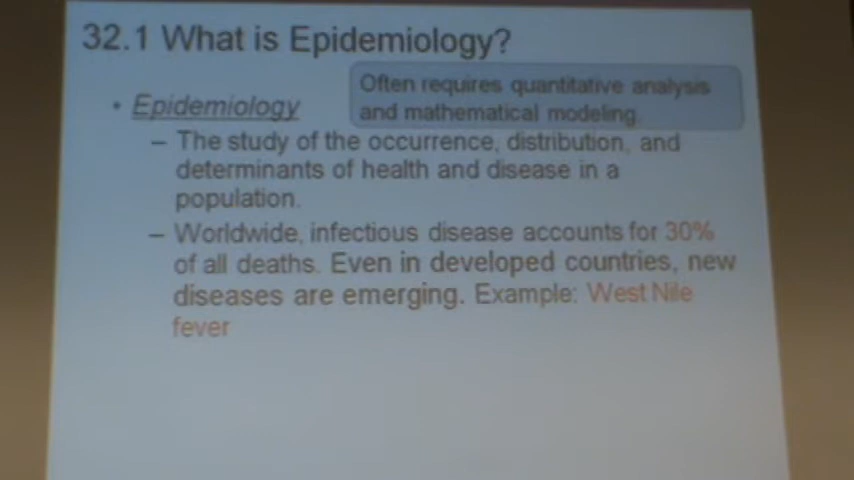 32.1 What is Epidemiology?
Often requires quantitative analysis
and mathematical modeling
• Epidemiology
– The study of the occurrence, distribution, and
determinants of health and disease in a
population.
– Worldwide, infectious disease accounts for 30%
of all deaths. Even in developed countries, new
diseases are emerging. Example: West Nile
fever